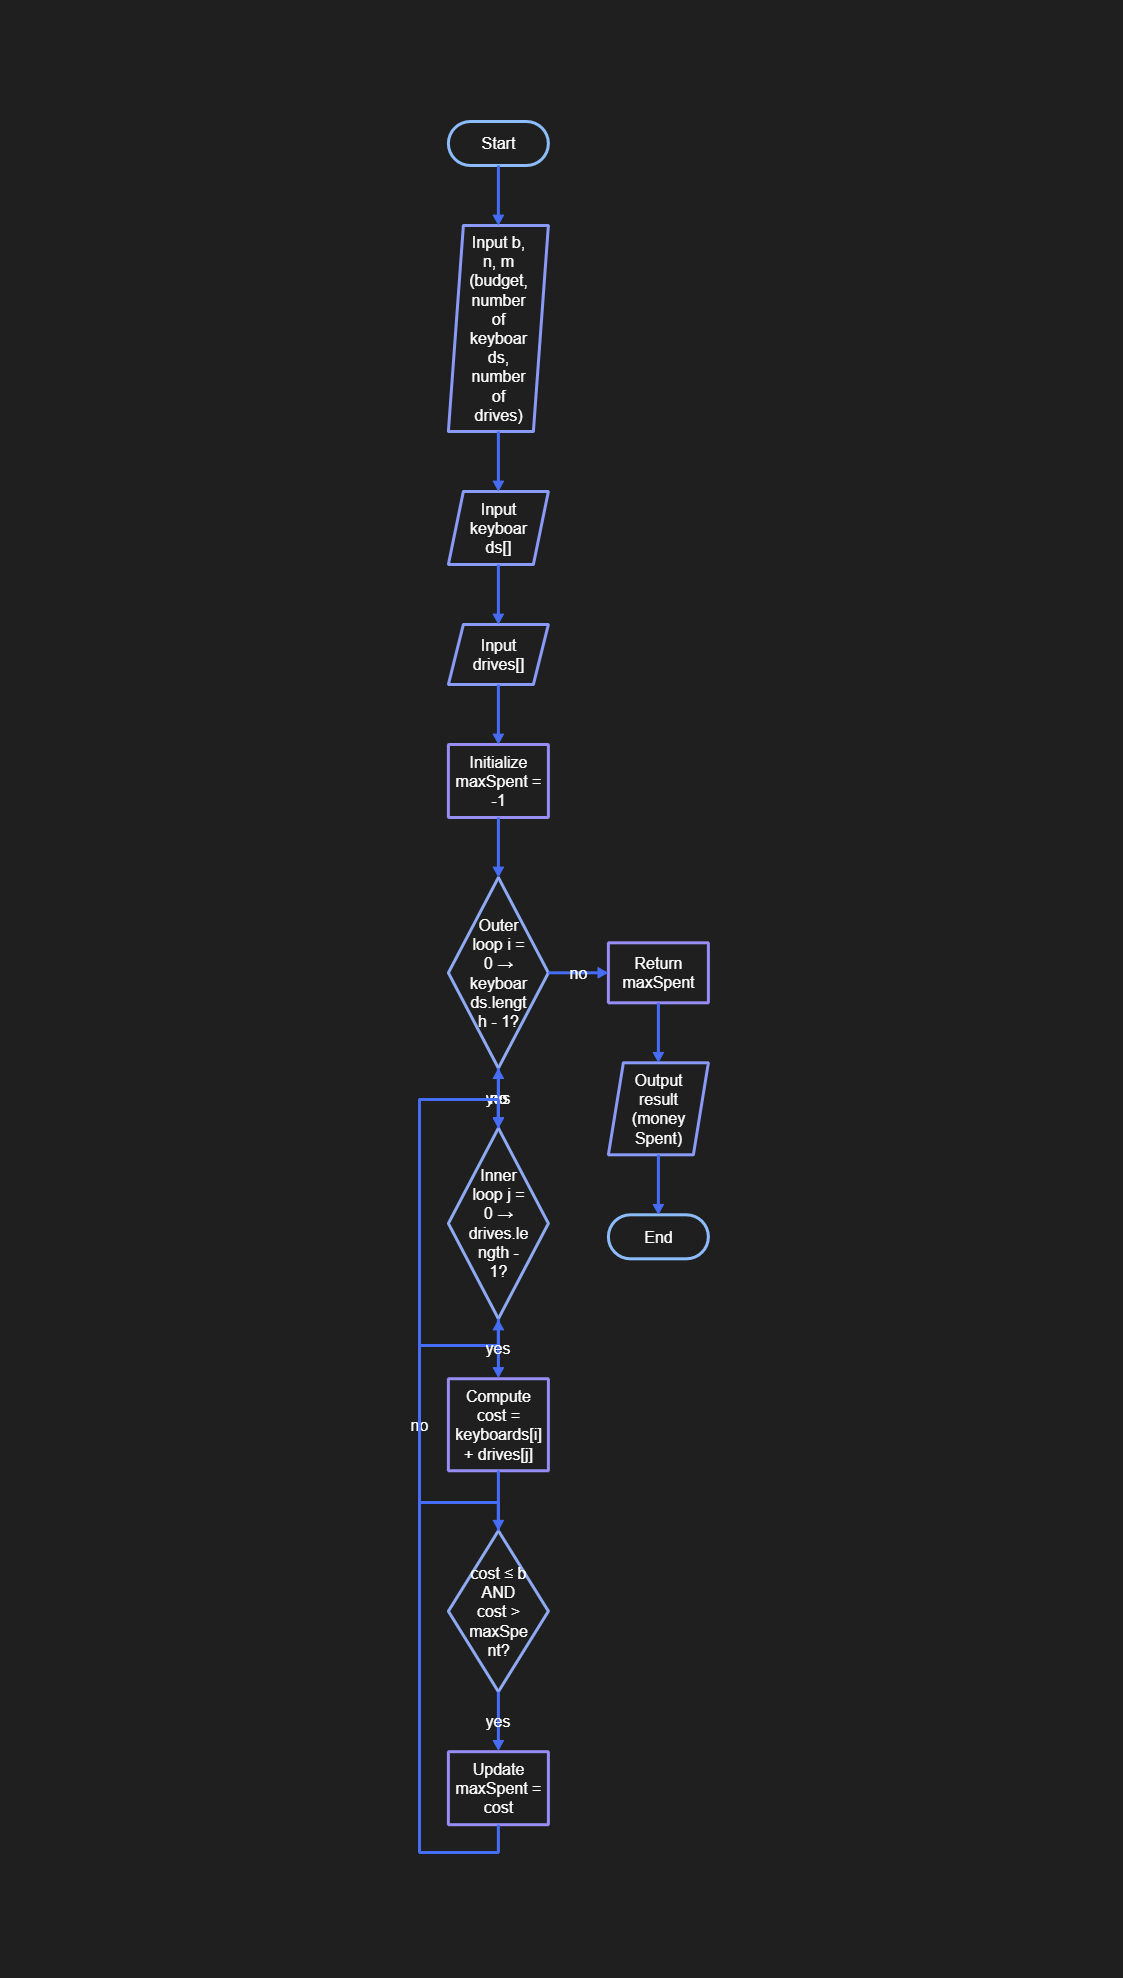 Start
Input b,
n, m
(budget,
number
of
keyboar
ds,
number
of
drives)
Input
keyboar
ds[]
Input
drives[]
Initialize
maxSpent =
-1
Outer
loop i =
0 →
keyboar
ds.lengt
h - 1?
no
Return
maxSpent
Output
result
(money
Spent)
End
yes
no
Inner
loop j =
0 →
drives.le
ngth -
1?
yes
no
Compute
cost =
keyboards[i]
+ drives[j]
cost ≤ b
AND
cost >
maxSpe
nt?
yes
Update
maxSpent =
cost